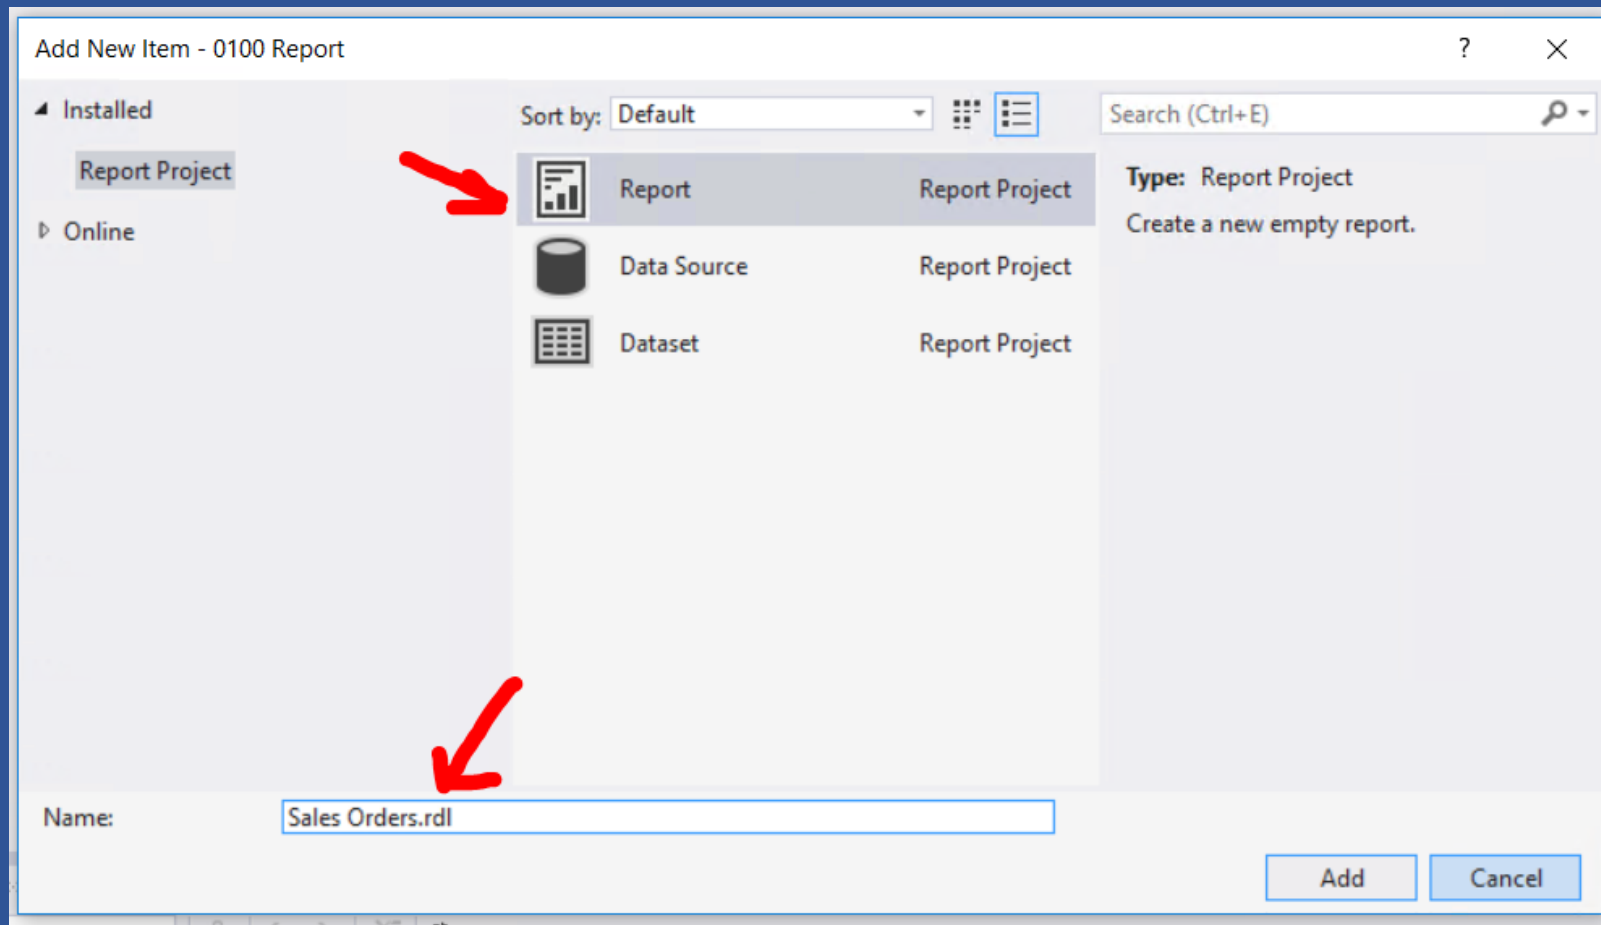 Add New Item - 0100 Report
?
Installed
Report Project
Online
Sort by: Default
Search (Ctrl+E)
Report Report Project
Data Source Report Project
Dataset Report Project
Type: Report Project
Create a new empty report.
Name: Sales Orders.rdl
Add Cancel